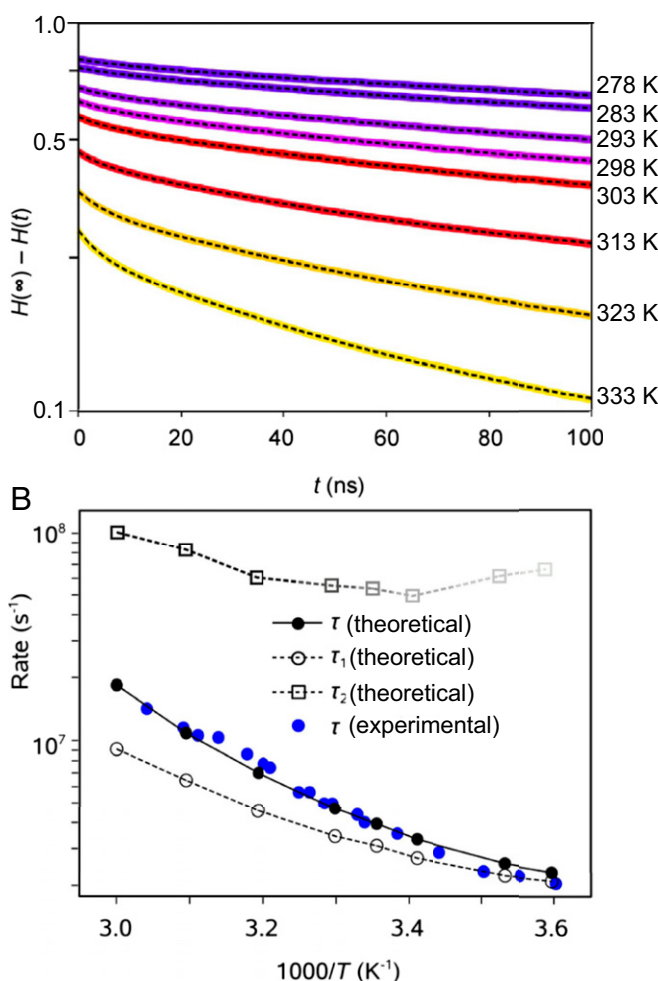 1.0
0.5
0.1
H(∞) – H(t)
278 K
283 K
293 K
298 K
303 K
313 K
323 K
333 K
0 20 40 60 80 100
t (ns)
B
10⁸
10⁷
Rate (s⁻¹)
τ (theoretical)
τ₁ (theoretical)
τ₂ (theoretical)
τ (experimental)
3.0 3.2 3.4 3.6
1000/T (K⁻¹)